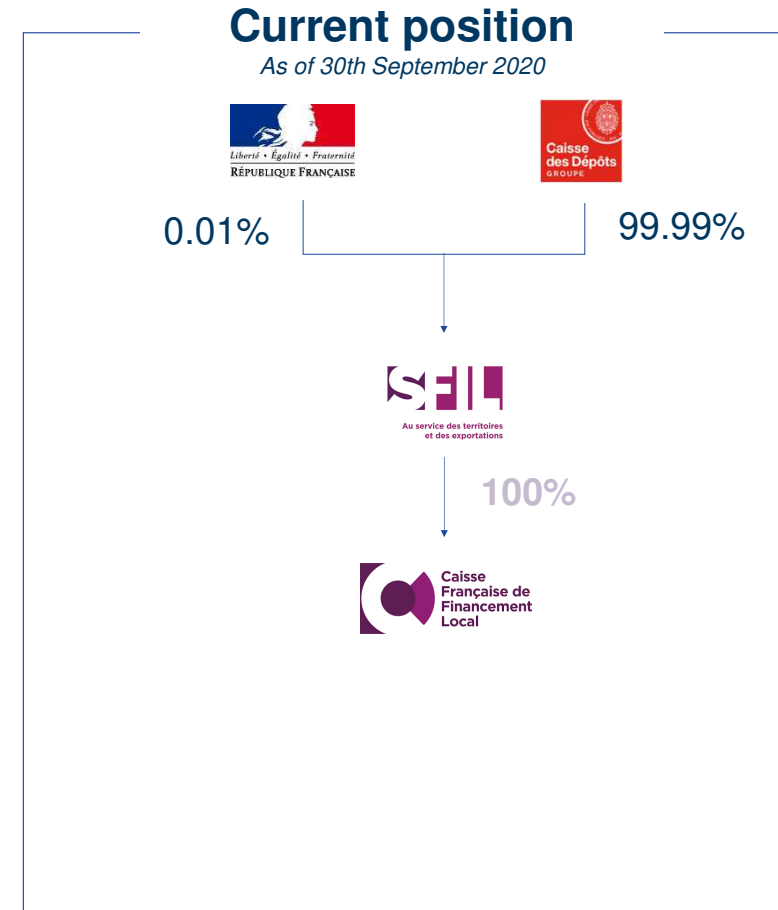 Current position
As of 30th September 2020
Liberté • Égalité • Fraternité
RÉPUBLIQUE FRANÇAISE
Caisse
des Dépôts
GROUPE
0.01%
99.99%
SFIL
Au service des territoires
et des exportations
100%
Caisse
Française de
Financement
Local